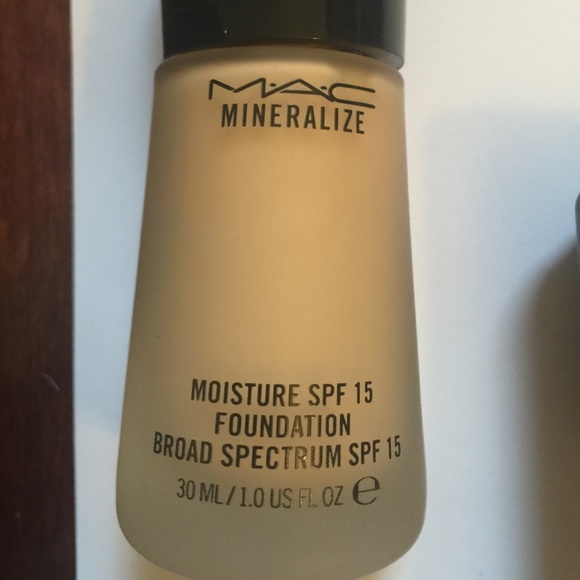 M·A·C
MINERALIZE
MOISTURE SPF 15
FOUNDATION
BROAD SPECTRUM SPF 15
30 ML/1.0 US FL OZ ℮